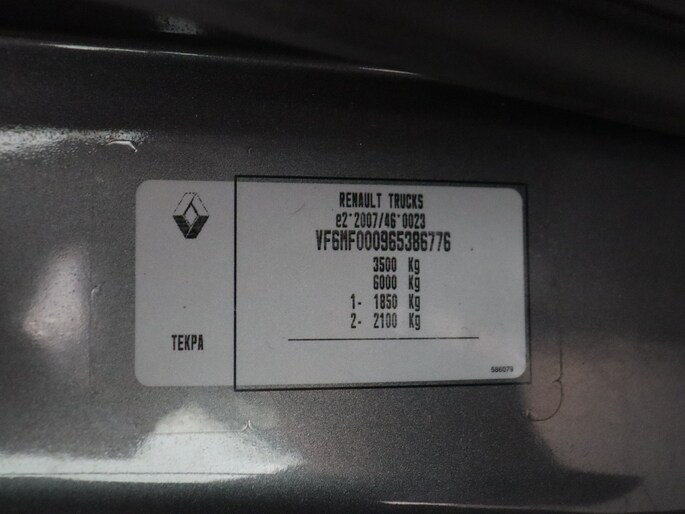 RENAULT TRUCKS
e2*2007/46*0023
VF6MF000965386776
3500 Kg
6000 Kg
1- 1850 Kg
2- 2100 Kg
TEKPA